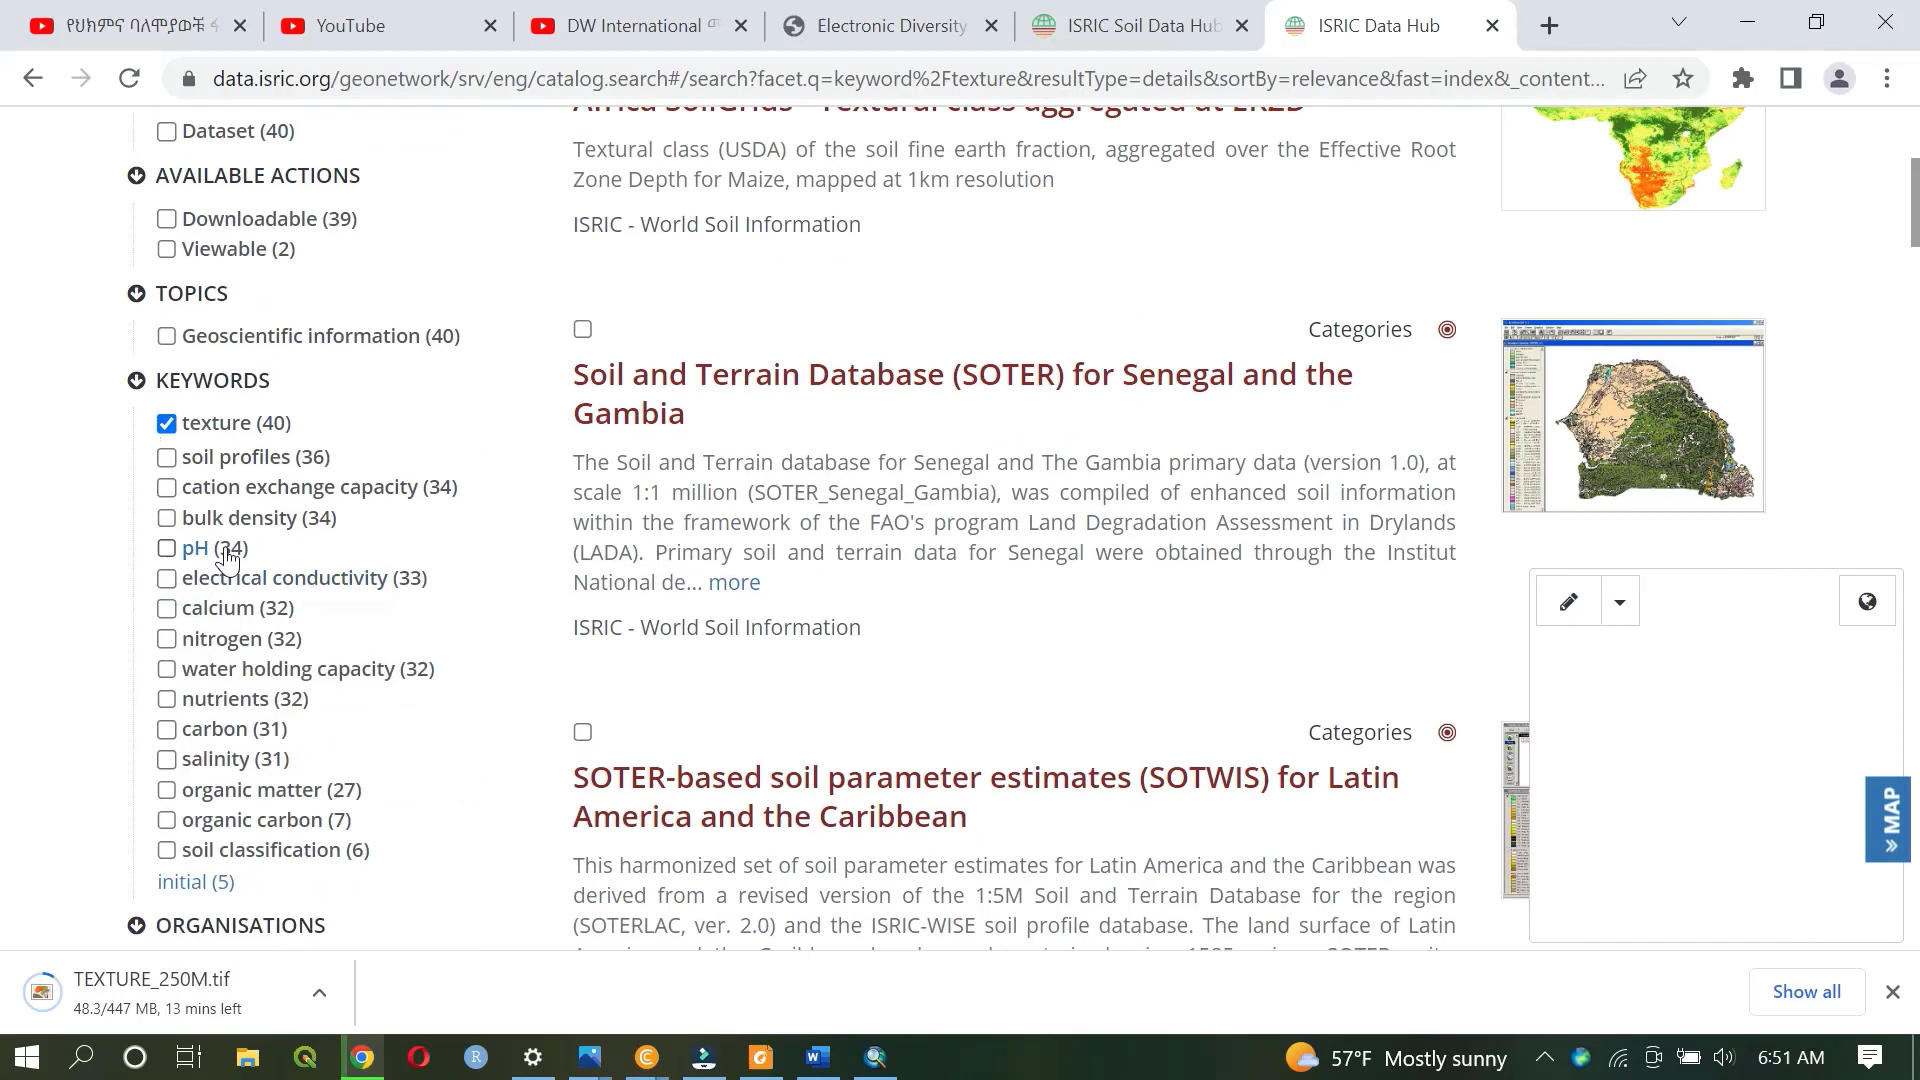 የህክምና ባለሞያወቹ
YouTube
DW International
Electronic Diversity
ISRIC Soil Data Hub
ISRIC Data Hub
data.isric.org/geonetwork/srv/eng/catalog.search#/search?facet.q=keyword%2Ftexture&resultType=details&sortBy=relevance&fast=index&_content...
Africa SoilGrids - Textural class aggregated at ERZD
Textural class (USDA) of the soil fine earth fraction, aggregated over the Effective Root
Zone Depth for Maize, mapped at 1km resolution
ISRIC - World Soil Information
Dataset (40)
AVAILABLE ACTIONS
Downloadable (39)
Viewable (2)
TOPICS
Geoscientific information (40)
KEYWORDS
texture (40)
soil profiles (36)
cation exchange capacity (34)
bulk density (34)
pH (34)
electrical conductivity (33)
calcium (32)
nitrogen (32)
water holding capacity (32)
nutrients (32)
carbon (31)
salinity (31)
organic matter (27)
organic carbon (7)
soil classification (6)
initial (5)
ORGANISATIONS
Categories
Soil and Terrain Database (SOTER) for Senegal and the
Gambia
The Soil and Terrain database for Senegal and The Gambia primary data (version 1.0), at
scale 1:1 million (SOTER_Senegal_Gambia), was compiled of enhanced soil information
within the framework of the FAO's program Land Degradation Assessment in Drylands
(LADA). Primary soil and terrain data for Senegal were obtained through the Institut
National de... more
ISRIC - World Soil Information
Categories
SOTER-based soil parameter estimates (SOTWIS) for Latin
America and the Caribbean
This harmonized set of soil parameter estimates for Latin America and the Caribbean was
derived from a revised version of the 1:5M Soil and Terrain Database for the region
(SOTERLAC, ver. 2.0) and the ISRIC-WISE soil profile database. The land surface of Latin
» MAP
TEXTURE_250M.tif
48.3/447 MB, 13 mins left
Show all
57°F Mostly sunny
6:51 AM